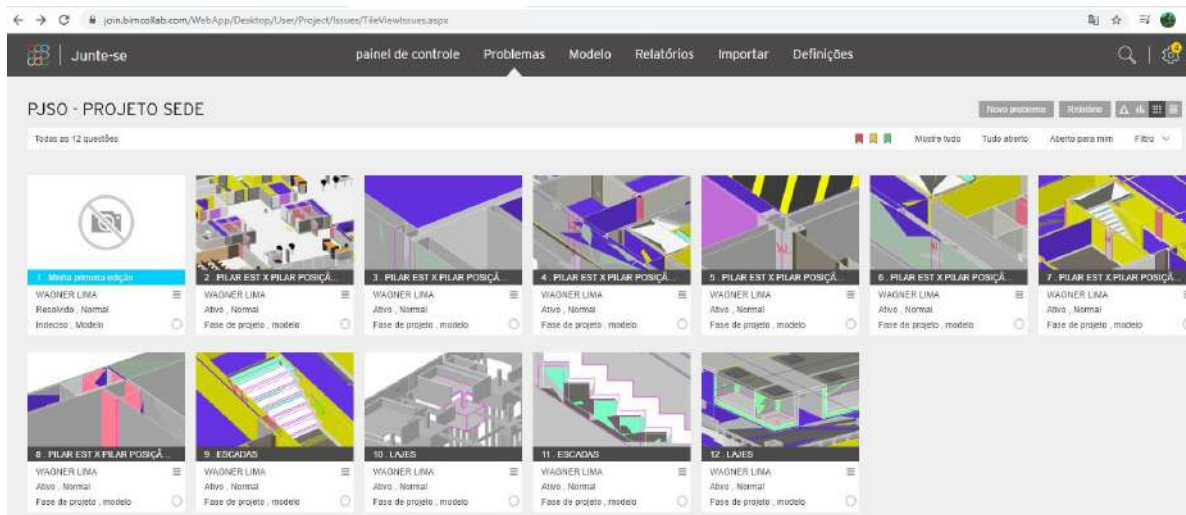 join.bimcollab.com/WebApp/Desktop/User/Project/Issues/TileViewIssues.aspx
Junte-se
painel de controle Problemas Modelo Relatórios Importar Definições
4
PJSO - PROJETO SEDE
Novo problema Relatório
Todas as 12 questões
Mostre tudo Tudo aberto Aberto para mim Filtro
1 . Minha primeira edição
WAGNER LIMA
Resolvido , Normal
Indeciso , Modelo
2 . PILAR EST X PILAR POSIÇÃ...
WAGNER LIMA
Ativo , Normal
Fase de projeto , modelo
3 . PILAR EST X PILAR POSIÇÃ...
WAGNER LIMA
Ativo , Normal
Fase de projeto , modelo
4 . PILAR EST X PILAR POSIÇÃ...
WAGNER LIMA
Ativo , Normal
Fase de projeto , modelo
5 . PILAR EST X PILAR POSIÇÃ...
WAGNER LIMA
Ativo , Normal
Fase de projeto , modelo
6 . PILAR EST X PILAR POSIÇÃ...
WAGNER LIMA
Ativo , Normal
Fase de projeto , modelo
7 . PILAR EST X PILAR POSIÇÃ...
WAGNER LIMA
Ativo , Normal
Fase de projeto , modelo
8 . PILAR EST X PILAR POSIÇÃ...
WAGNER LIMA
Ativo , Normal
Fase de projeto , modelo
9 . ESCADAS
WAGNER LIMA
Ativo , Normal
Fase de projeto , modelo
10 . LAJES
WAGNER LIMA
Ativo , Normal
Fase de projeto , modelo
11 . ESCADAS
WAGNER LIMA
Ativo , Normal
Fase de projeto , modelo
12 . LAJES
WAGNER LIMA
Ativo , Normal
Fase de projeto , modelo